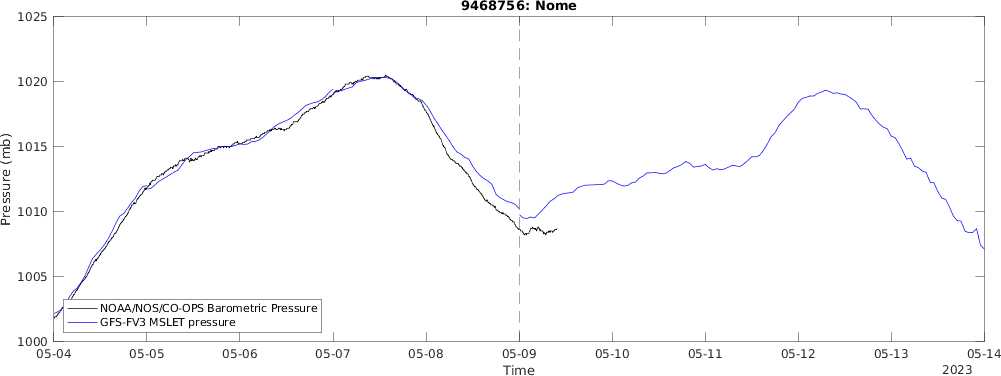 9468756: Nome
Pressure (mb)
1025
1020
1015
1010
1005
1000
NOAA/NOS/CO-OPS Barometric Pressure
GFS-FV3 MSLET pressure
05-04 05-05 05-06 05-07 05-08 05-09 05-10 05-11 05-12 05-13 05-14
Time
2023